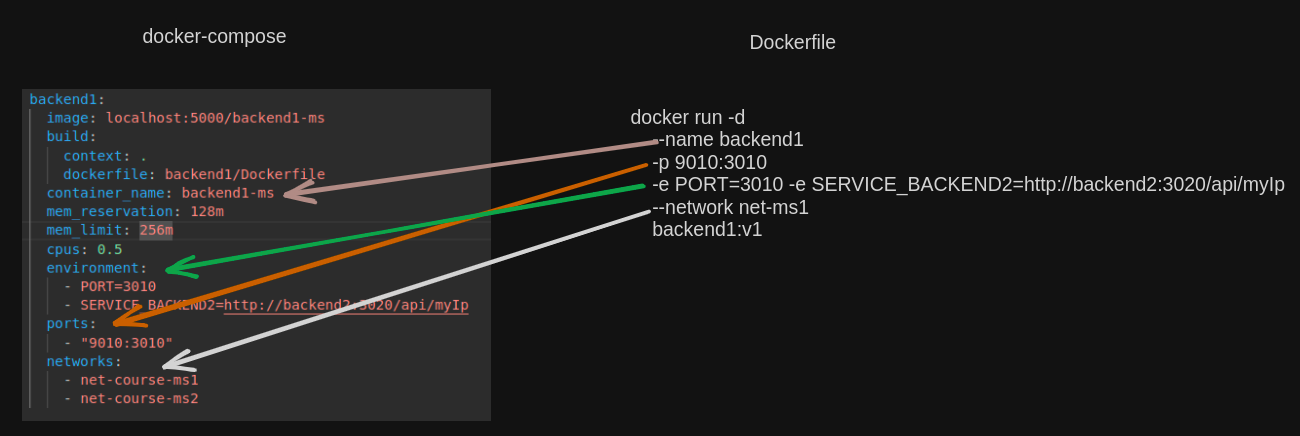 docker-compose
Dockerfile
backend1:
image: localhost:5000/backend1-ms
build:
context: .
dockerfile: backend1/Dockerfile
container_name: backend1-ms
mem_reservation: 128m
mem_limit: 256m
cpus: 0.5
environment:
- PORT=3010
- SERVICE_BACKEND2=http://backend2:3020/api/myIp
ports:
- "9010:3010"
networks:
- net-course-ms1
- net-course-ms2
docker run -d
--name backend1
-p 9010:3010
-e PORT=3010 -e SERVICE_BACKEND2=http://backend2:3020/api/myIp
--network net-ms1
backend1:v1